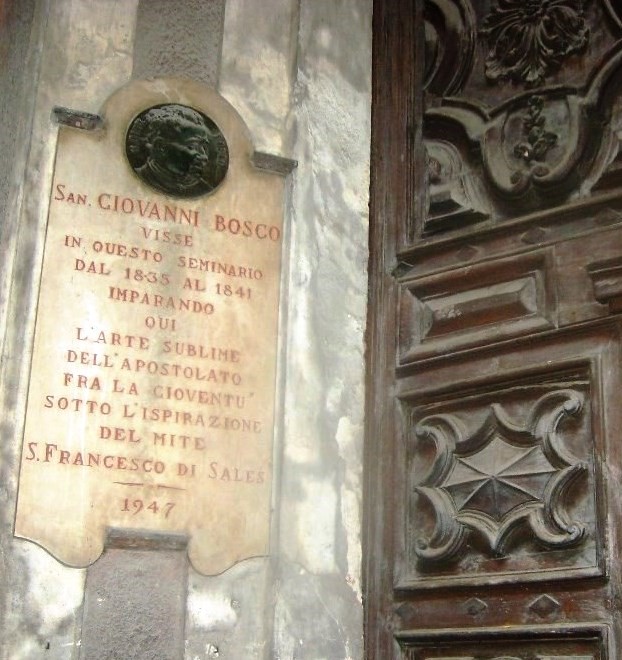 SAN. GIOVANNI BOSCO
VISSE
IN QUESTO SEMINARIO
DAL 1835 AL 1841
IMPARANDO
QUI
L'ARTE SUBLIME
DELL'APOSTOLATO
FRA LA GIOVENTU'
SOTTO L'ISPIRAZIONE
DEL MITE
S. FRANCESCO DI SALES
1947